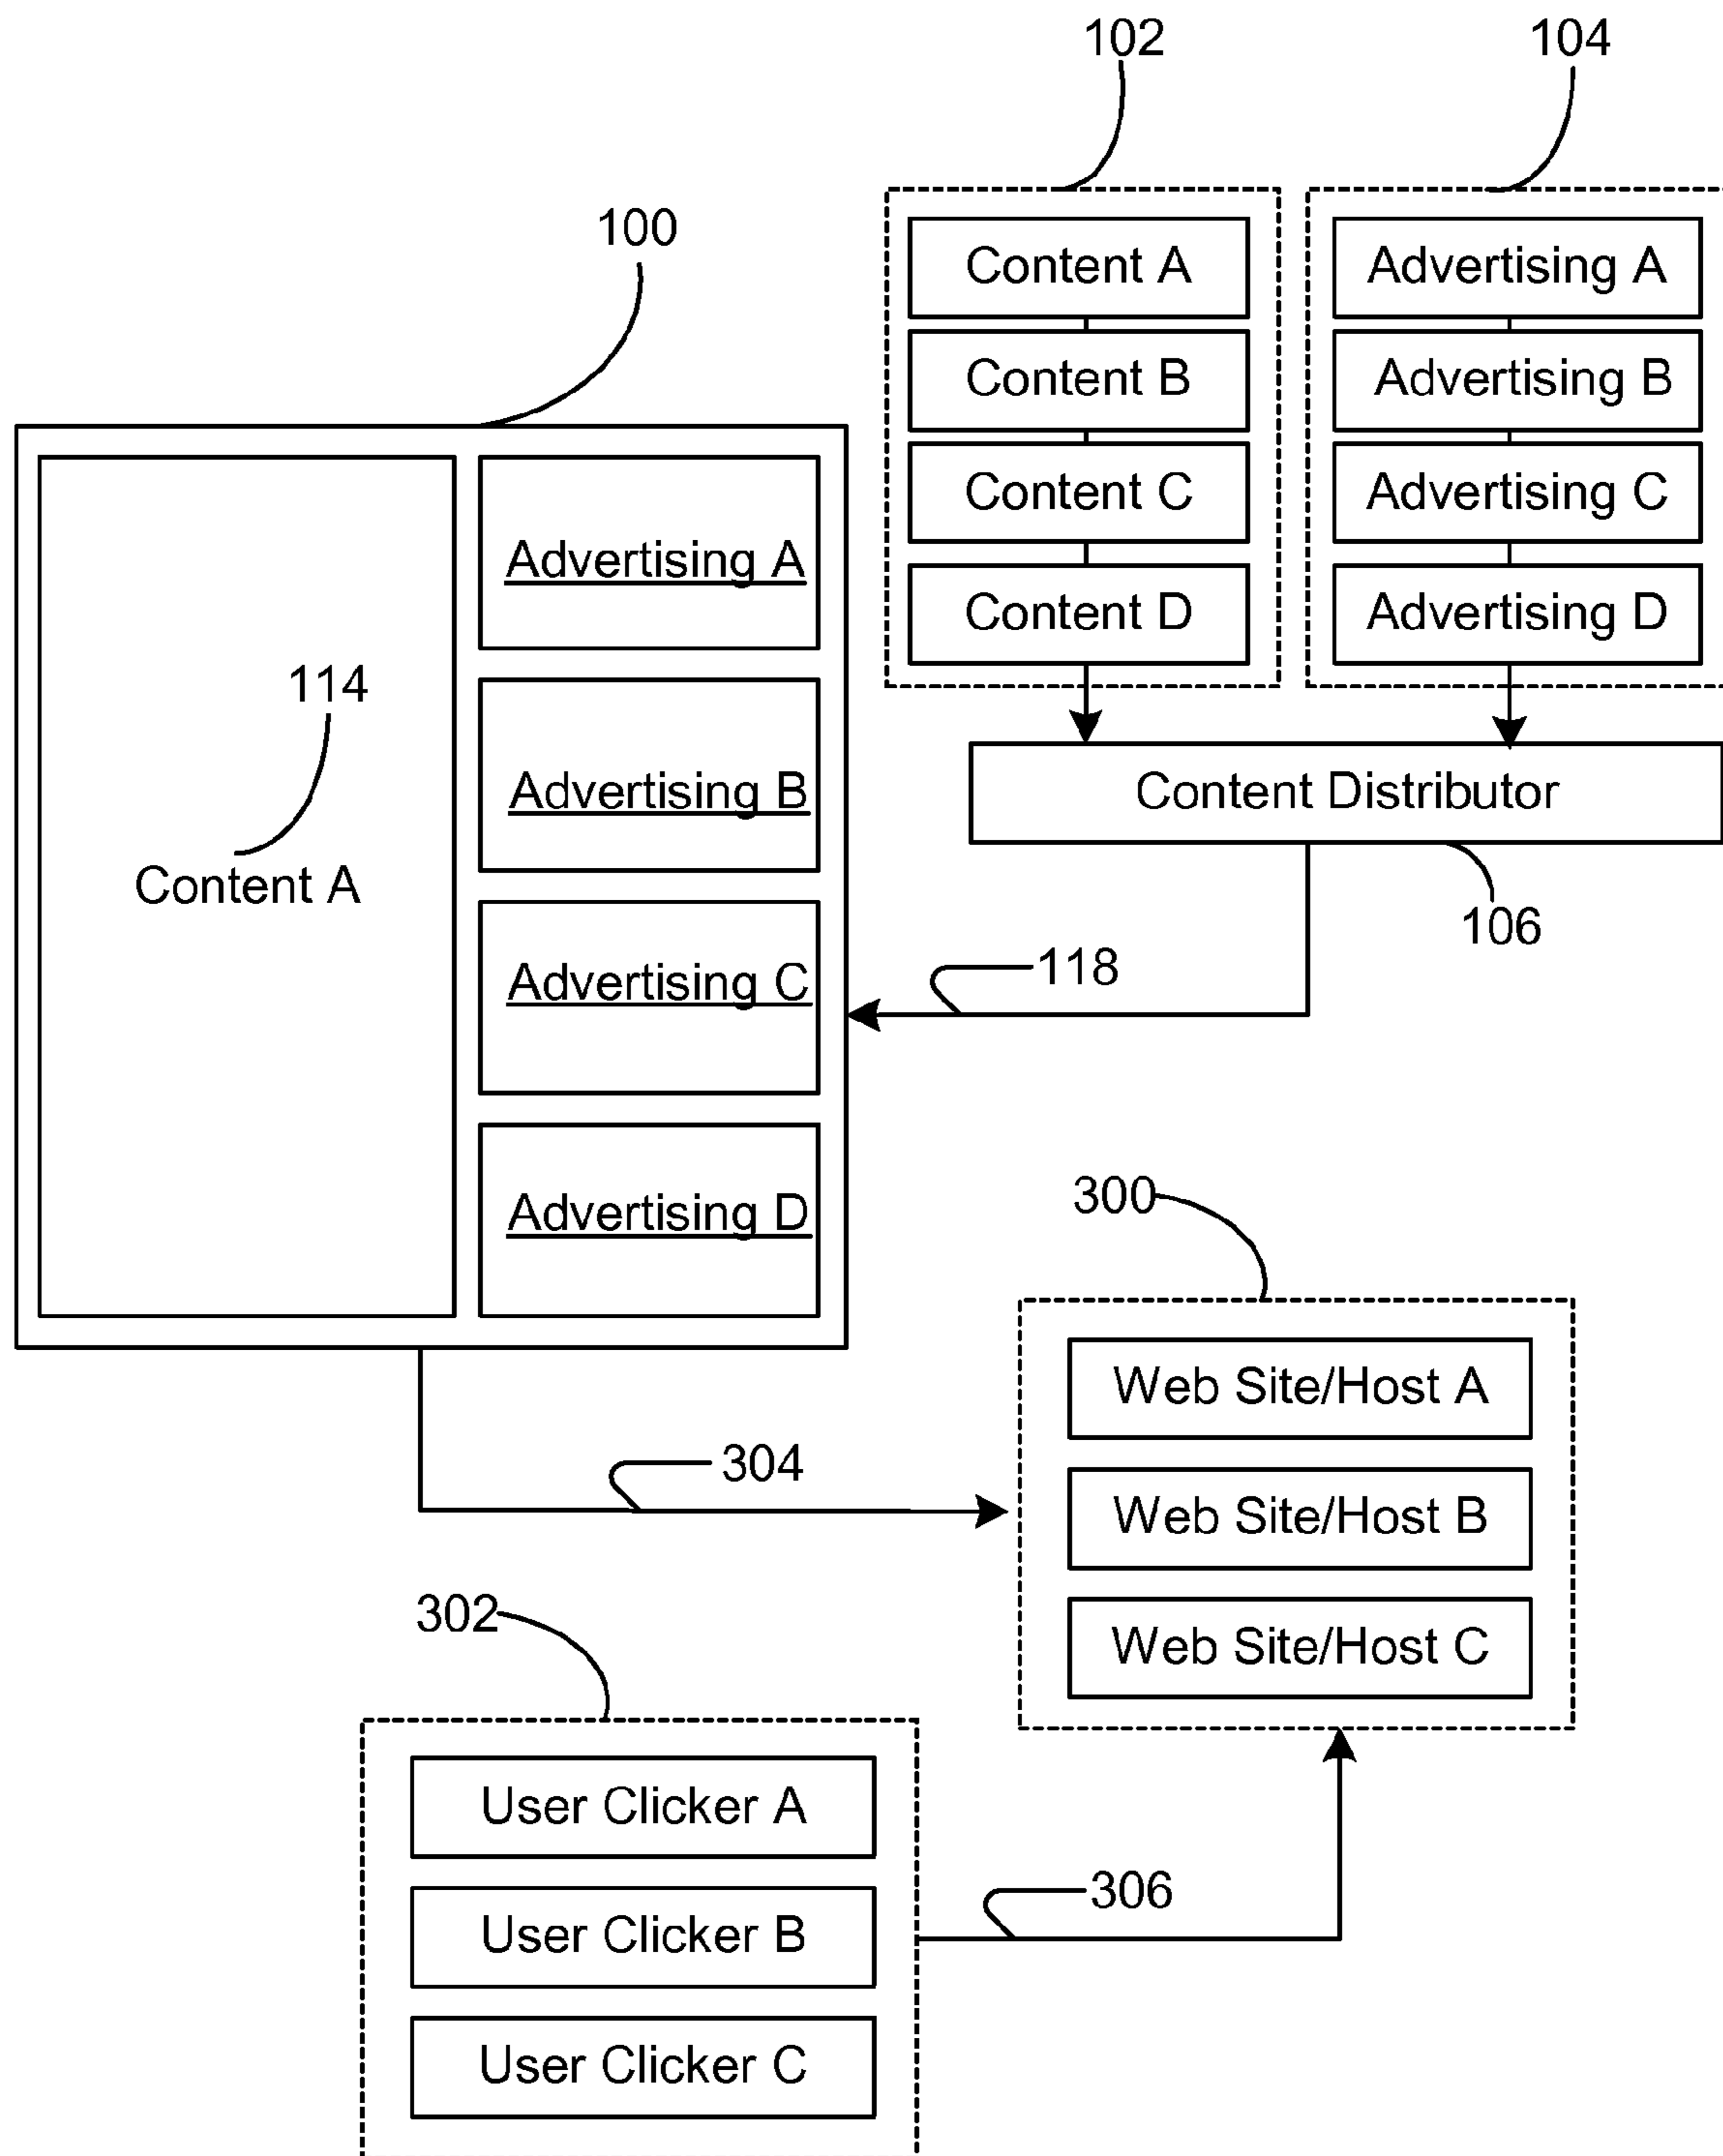 102
104
100
Content A
Advertising A
Content B
Advertising B
Content C
Advertising C
Content D
Advertising D
Advertising A
114
Advertising B
Content Distributor
Content A
106
118
Advertising C
300
Advertising D
Web Site/Host A
304
Web Site/Host B
302
Web Site/Host C
User Clicker A
306
User Clicker B
User Clicker C